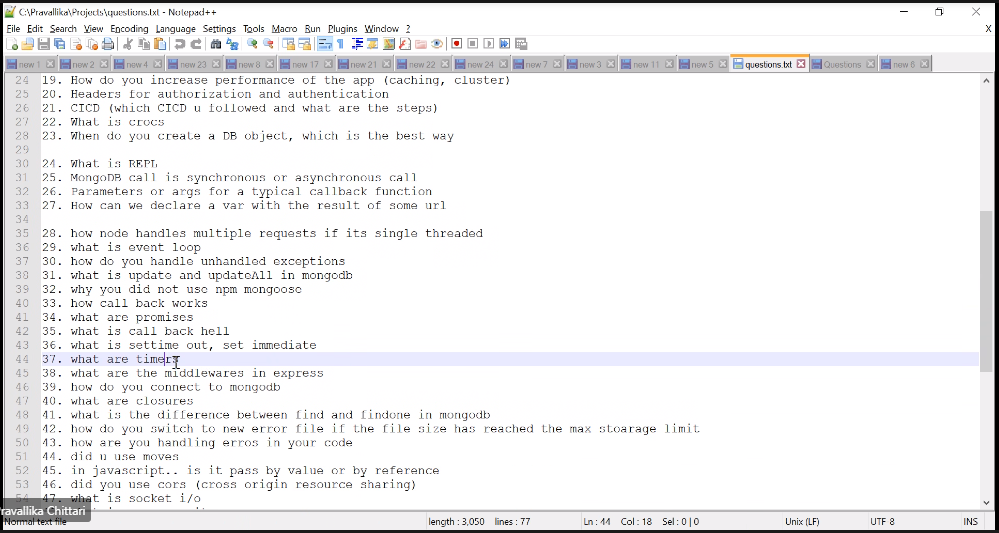 C:\Pravallika\Projects\questions.txt - Notepad++
File Edit Search View Encoding Language Settings Tools Macro Run Plugins Window ? X
new 1 new 2 new 4 new 23 new 8 new 17 new 21 new 22 new 24 new 7 new 3 new 11 new 5 questions.txt Questions new 6
24 19. How do you increase performance of the app (caching, cluster)
25 20. Headers for authorization and authentication
26 21. CICD (which CICD u followed and what are the steps)
27 22. What is crocs
28 23. When do you create a DB object, which is the best way
29
30 24. What is REPL
31 25. MongoDB call is synchronous or asynchronous call
32 26. Parameters or args for a typical callback function
33 27. How can we declare a var with the result of some url
34
35 28. how node handles multiple requests if its single threaded
36 29. what is event loop
37 30. how do you handle unhandled exceptions
38 31. what is update and updateAll in mongodb
39 32. why you did not use npm mongoose
40 33. how call back works
41 34. what are promises
42 35. what is call back hell
43 36. what is settime out, set immediate
44 37. what are timers
45 38. what are the middlewares in express
46 39. how do you connect to mongodb
47 40. what are closures
48 41. what is the difference between find and findone in mongodb
49 42. how do you switch to new error file if the file size has reached the max stoarage limit
50 43. how are you handling erros in your code
51 44. did u use moves
52 45. in javascript.. is it pass by value or by reference
53 46. did you use cors (cross origin resource sharing)
54 47. what is socket i/o
ravallika Chittari
Normal text file length : 3,050 lines : 77 Ln : 44 Col : 18 Sel : 0 | 0 Unix (LF) UTF 8 INS